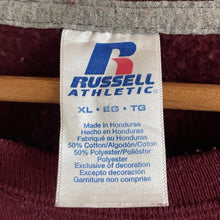 R
RUSSELL
ATHLETIC®
XL • EG • TG
Made in Honduras
Hecho en Honduras
Fabriqué en Honduras
50% Cotton/Algodón/Coton
50% Polyester/Poliéster
Polyester
Exclusive of decoration
Excepto decoración
Garniture non comprise